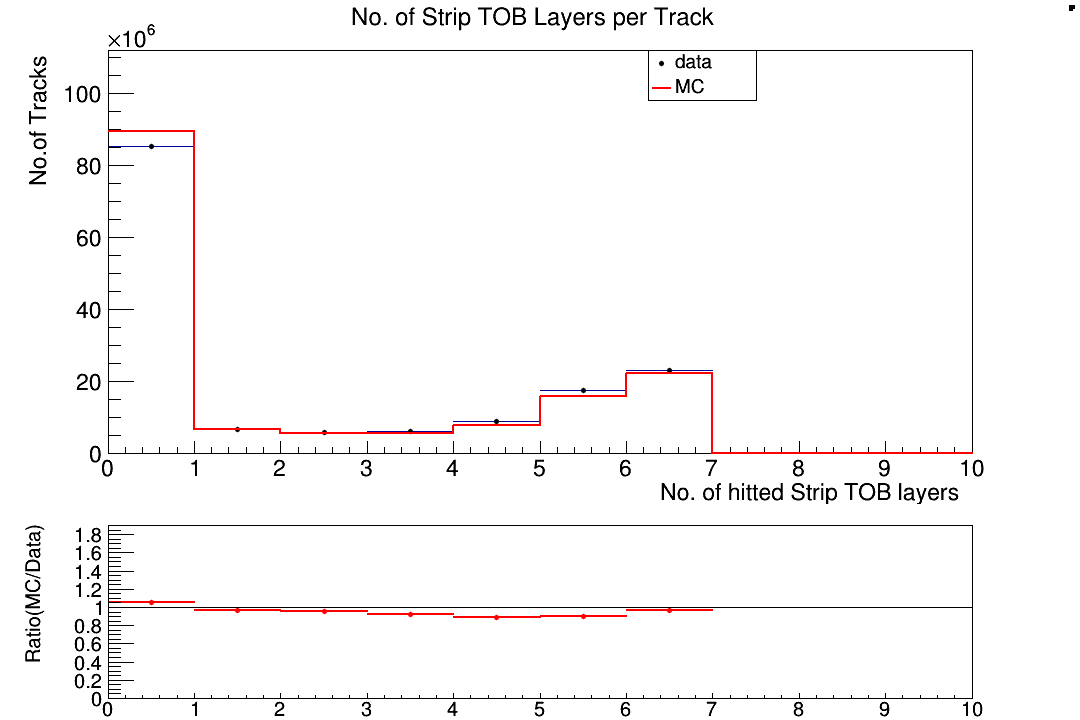 No. of Strip TOB Layers per Track
×10⁶
data
MC
No.of Tracks
100
80
60
40
20
0
0 1 2 3 4 5 6 7 8 9 10
No. of hitted Strip TOB layers
Ratio(MC/Data)
1.8
1.6
1.4
1.2
1
0.8
0.6
0.4
0.2
0
0 1 2 3 4 5 6 7 8 9 10